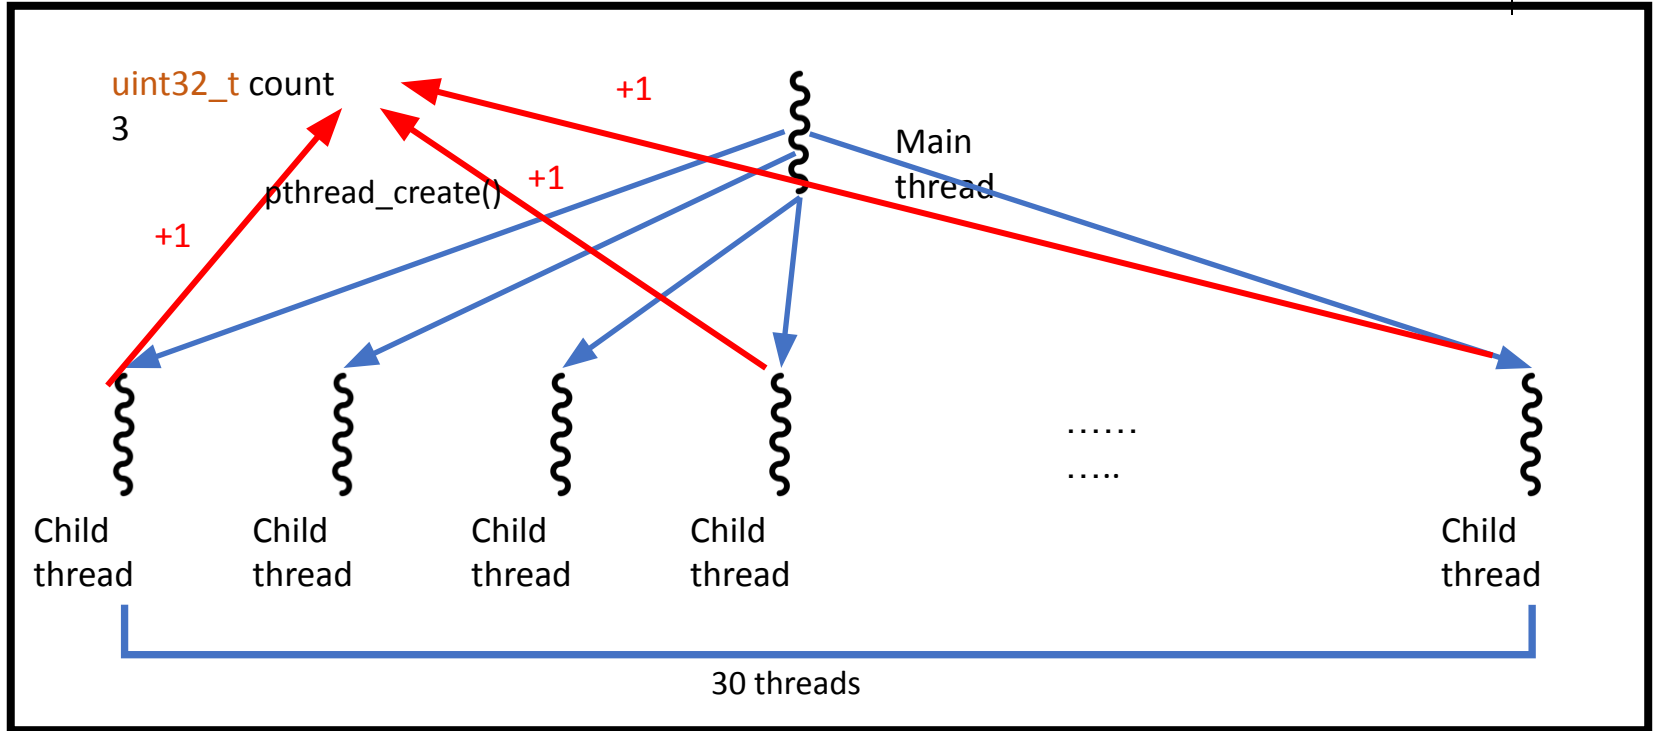 uint32_t count
3
+1
Main
thread
pthread_create()
+1
+1
……
…..
Child
thread
Child
thread
Child
thread
Child
thread
Child
thread
30 threads